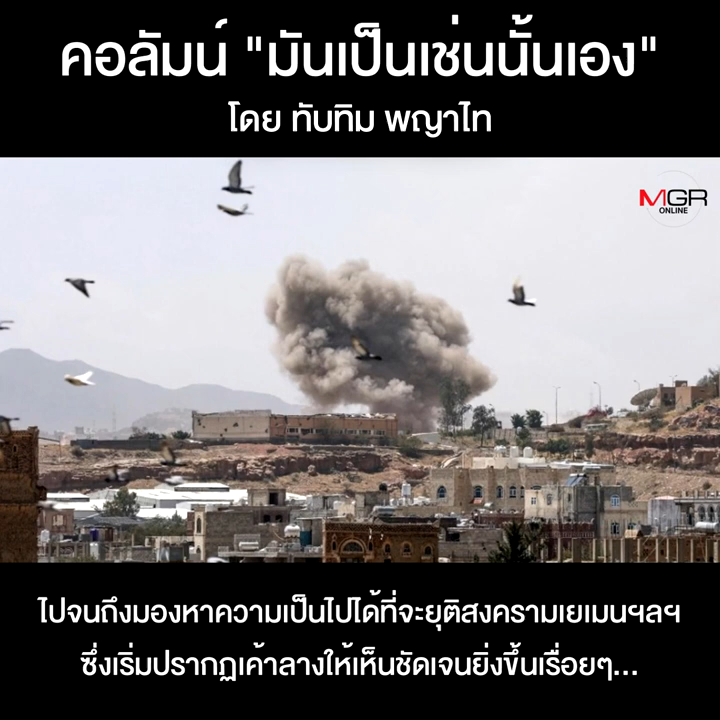 คอลัมน์ "มันเป็นเช่นนั้นเอง"
โดย ทับทิม พญาไท
MGR
ONLINE
ไปจนถึงมองหาความเป็นไปได้ที่จะยุติสงครามเยเมนฯลฯ
ซึ่งเริ่มปรากฏเค้าลางให้เห็นชัดเจนยิ่งขึ้นเรื่อยๆ...